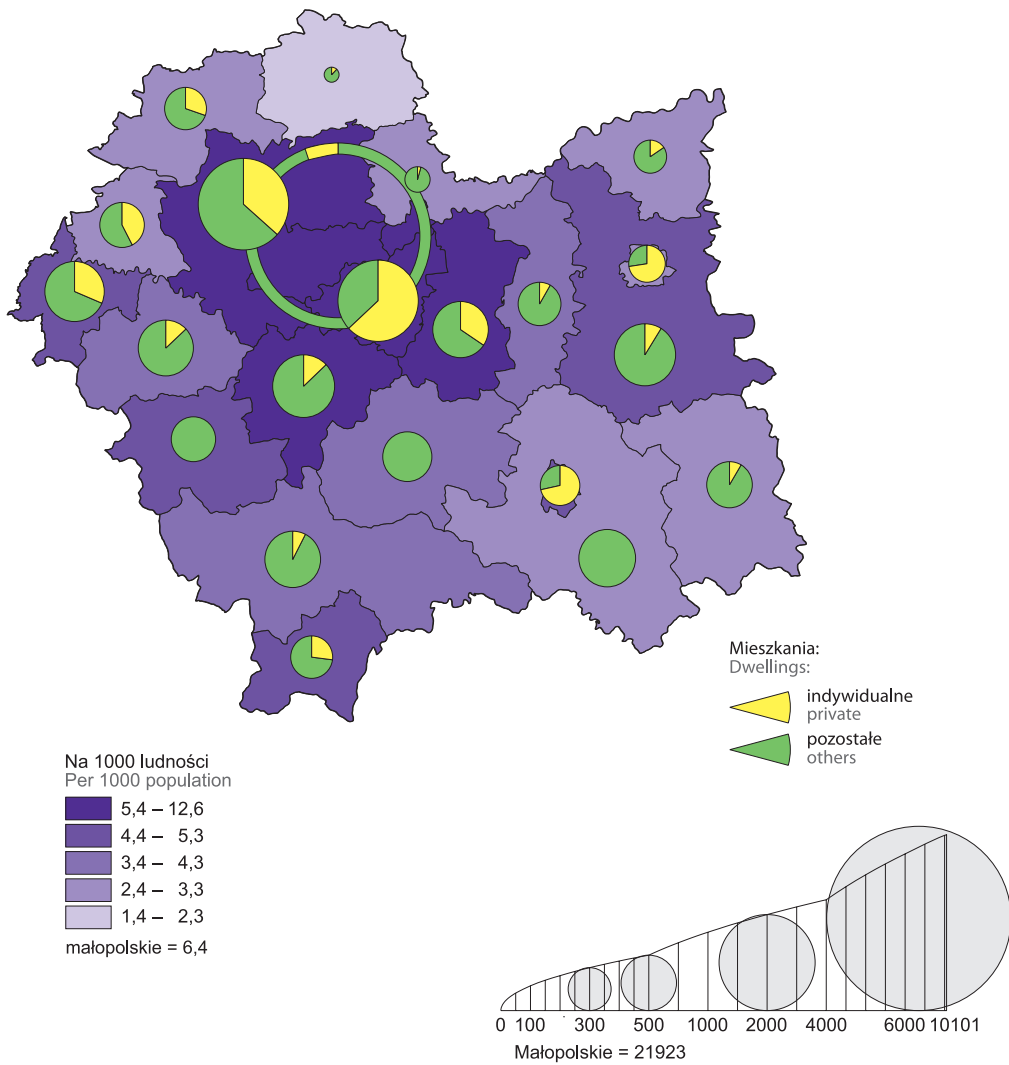 Mieszkania:
Dwellings:
indywidualne
private
pozostałe
others
Na 1000 ludności
Per 1000 population
5,4 – 12,6
4,4 – 5,3
3,4 – 4,3
2,4 – 3,3
1,4 – 2,3
małopolskie = 6,4
0 100 300 500 1000 2000 4000 6000 10101
Małopolskie = 21923